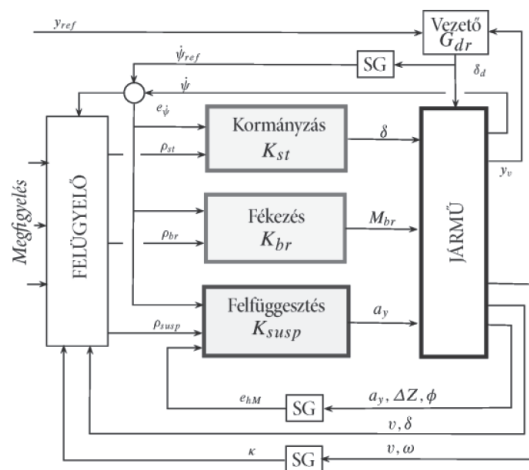 y_ref
Vezető
G_dr
ψ̇_ref
SG
δ_d
ψ̇
e_ψ̇
Kormányzás
K_st
δ
ρ_st
y_v
Megfigyelés
FELÜGYELŐ
Fékezés
K_br
M_br
ρ_br
JÁRMŰ
Felfüggesztés
K_susp
a_y
ρ_susp
e_hM
SG
a_y, ΔZ, ϕ
υ, δ
κ
SG
υ, ω